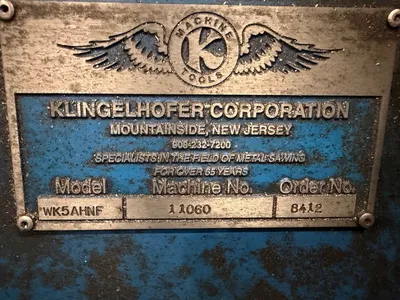 MACHINE
K
TOOLS
KLINGELHOFER CORPORATION
MOUNTAINSIDE, NEW JERSEY
908-232-7200
SPECIALISTS IN THE FIELD OF METAL SAWING
FOR OVER 65 YEARS
Model Machine No. Order No.
WK5AHNF 11060 8412